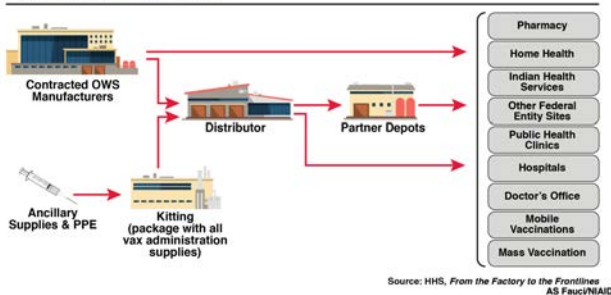 Contracted OWS
Manufacturers
Distributor
Partner Depots
Ancillary
Supplies & PPE
Kitting
(package with all
vax administration
supplies)
Pharmacy
Home Health
Indian Health
Services
Other Federal
Entity Sites
Public Health
Clinics
Hospitals
Doctor's Office
Mobile
Vaccinations
Mass Vaccination
Source: HHS, From the Factory to the Frontlines
AS Fauci/NIAID